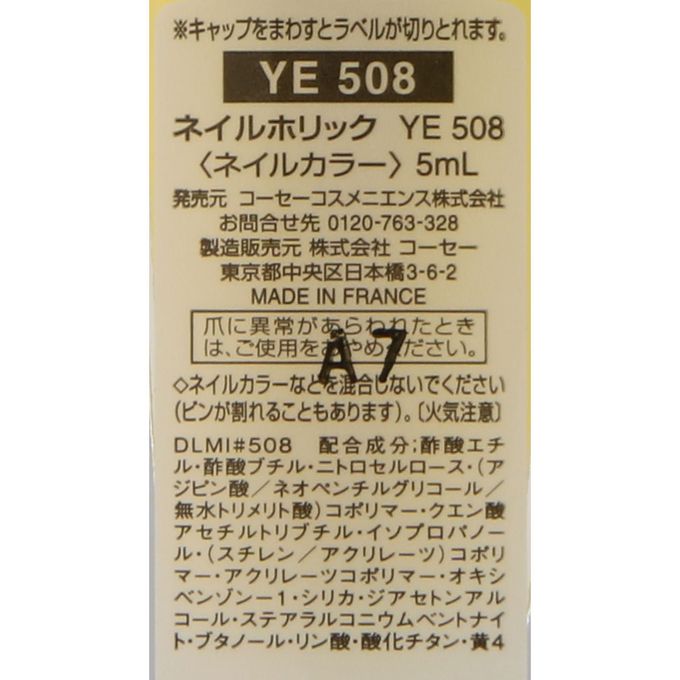 ※キャップをまわすとラベルが切りとれます。
YE 508
ネイルホリック YE 508
〈ネイルカラー〉5mL
発売元 コーセーコスメニエンス株式会社
お問合せ先 0120-763-328
製造販売元 株式会社 コーセー
東京都中央区日本橋3-6-2
MADE IN FRANCE
爪に異常があらわれたとき
は、ご使用をおやめください。
A7
◇ネイルカラーなどを混合しないでください
(ビンが割れることもあります)。〔火気注意〕
DLMI#508 配合成分;酢酸エチ
ル・酢酸ブチル・ニトロセルロース・(ア
ジピン酸/ネオペンチルグリコール/
無水トリメリト酸)コポリマー・クエン酸
アセチルトリブチル・イソプロパノー
ル・(スチレン/アクリレーツ)コポリ
マー・アクリレーツコポリマー・オキシ
ベンゾン-1・シリカ・ジアセトンアル
コール・ステアラルコニウムベントナイ
ト・ブタノール・リン酸・酸化チタン・黄4